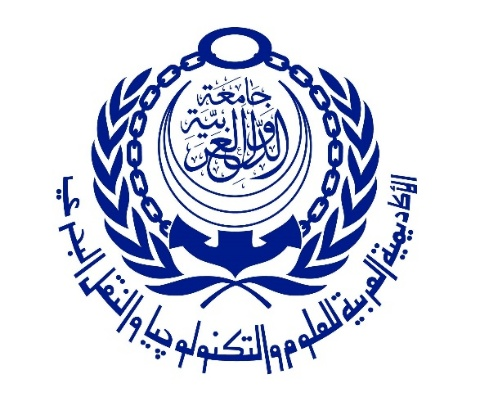 جامعة
الدول العربية
الأكاديمية العربية للعلوم والتكنولوجيا والنقل البحري